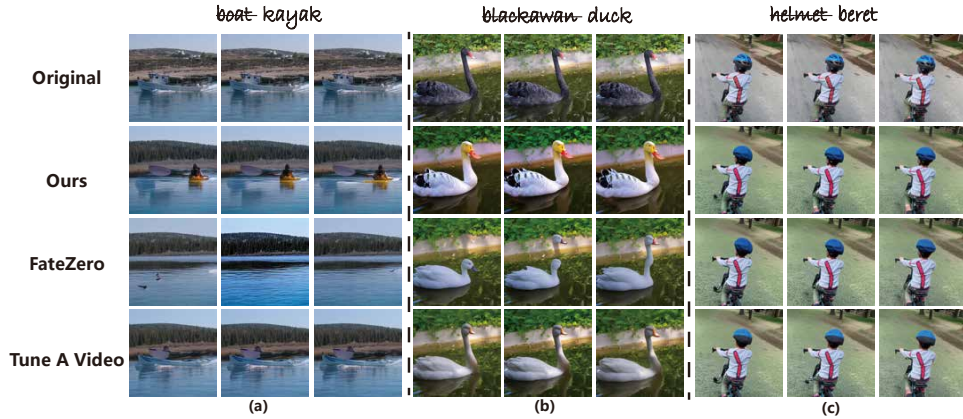 boat kayak
blackawan duck
helmet beret
Original
Ours
FateZero
Tune A Video
(a)
(b)
(c)